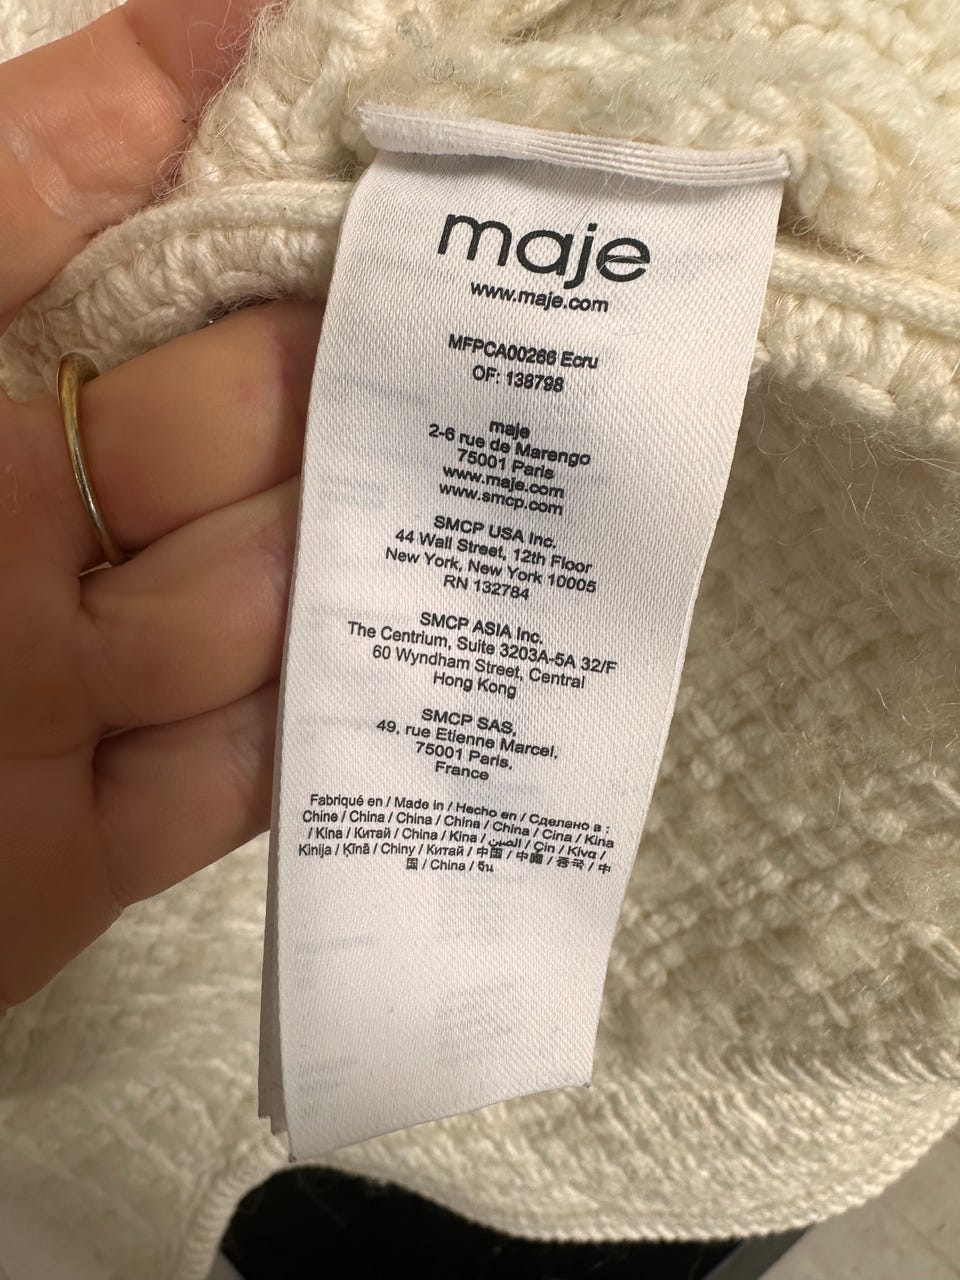 maje
www.maje.com
MFPCA00266 Ecru
OF: 138798
maje
2-6 rue de Marengo
75001 Paris
www.maje.com
www.smcp.com
SMCP USA Inc.
44 Wall Street, 12th Floor
New York, New York 10005
RN 132784
SMCP ASIA Inc.
The Centrium, Suite 3203A-5A 32/F
60 Wyndham Street, Central
Hong Kong
SMCP SAS,
49, rue Etienne Marcel,
75001 Paris,
France
Fabriqué en / Made in / Hecho en / Сделано в :
Chine / China / China / China / China / Cina / Kina
/ Kina / Китай / China / Kina / الصين / Çin / Κίνα /
Kinija / Ķīnā / Chiny / Китай / 中国 / 中國 / 중국 / 中
国 / China / จีน